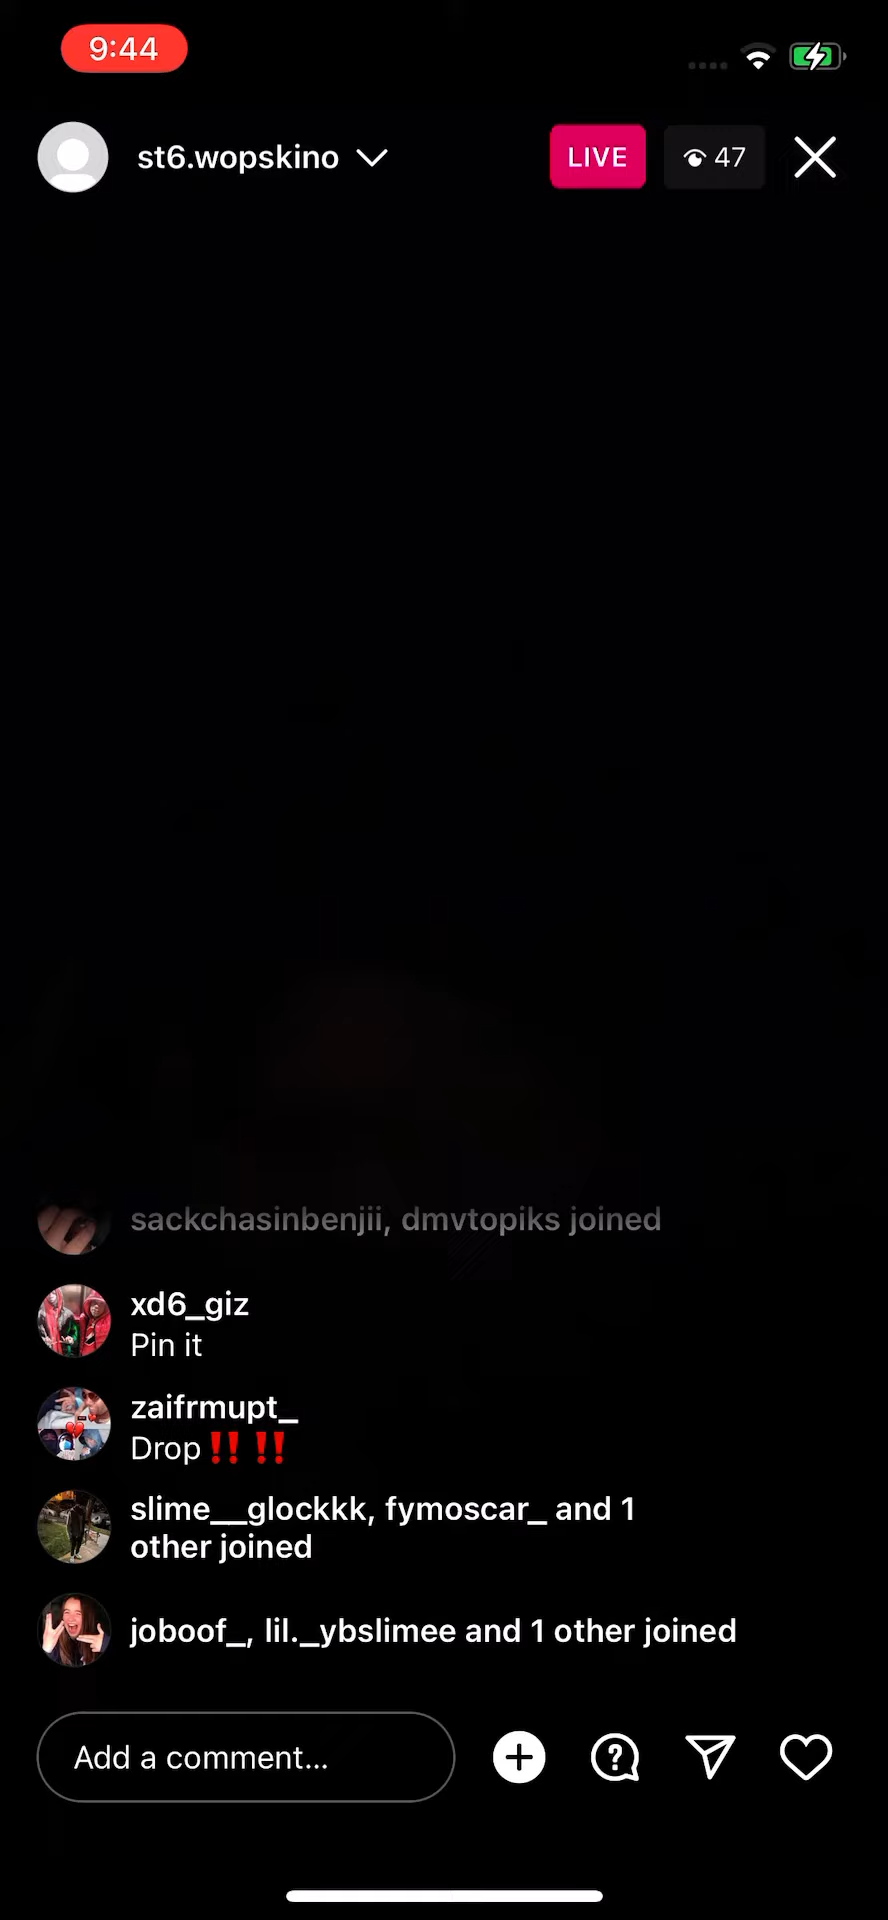 9:44
st6.wopskino
LIVE
47
sackchasinbenjii, dmvtopiks joined
xd6_giz
Pin it
zaifrmupt_
Drop‼️ ‼️
slime__glockkk, fymoscar_ and 1
other joined
joboof_, lil._ybslimee and 1 other joined
Add a comment...